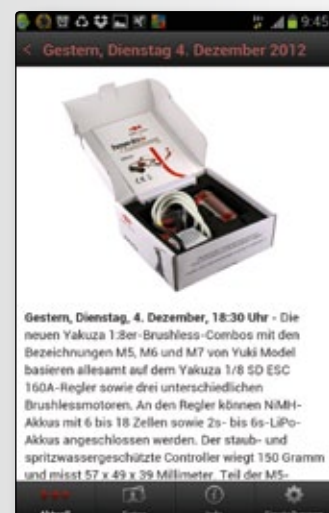 9:45
< Gestern, Dienstag 4. Dezember 2012
Gestern, Dienstag, 4. Dezember, 18:30 Uhr - Die
neuen Yakuza 1:8er-Brushless-Combos mit den
Bezeichnungen M5, M6 und M7 von Yuki Model
basieren allesamt auf dem Yakuza 1/8 SD ESC
160A-Regler sowie drei unterschiedlichen
Brushlessmotoren. An den Regler können NiMH-
Akkus mit 6 bis 18 Zellen sowie 2s- bis 6s-LiPo-
Akkus angeschlossen werden. Der staub- und
spritzwassergeschützte Controller wiegt 150 Gramm
und misst 57 x 49 x 39 Millimeter. Teil der M5-